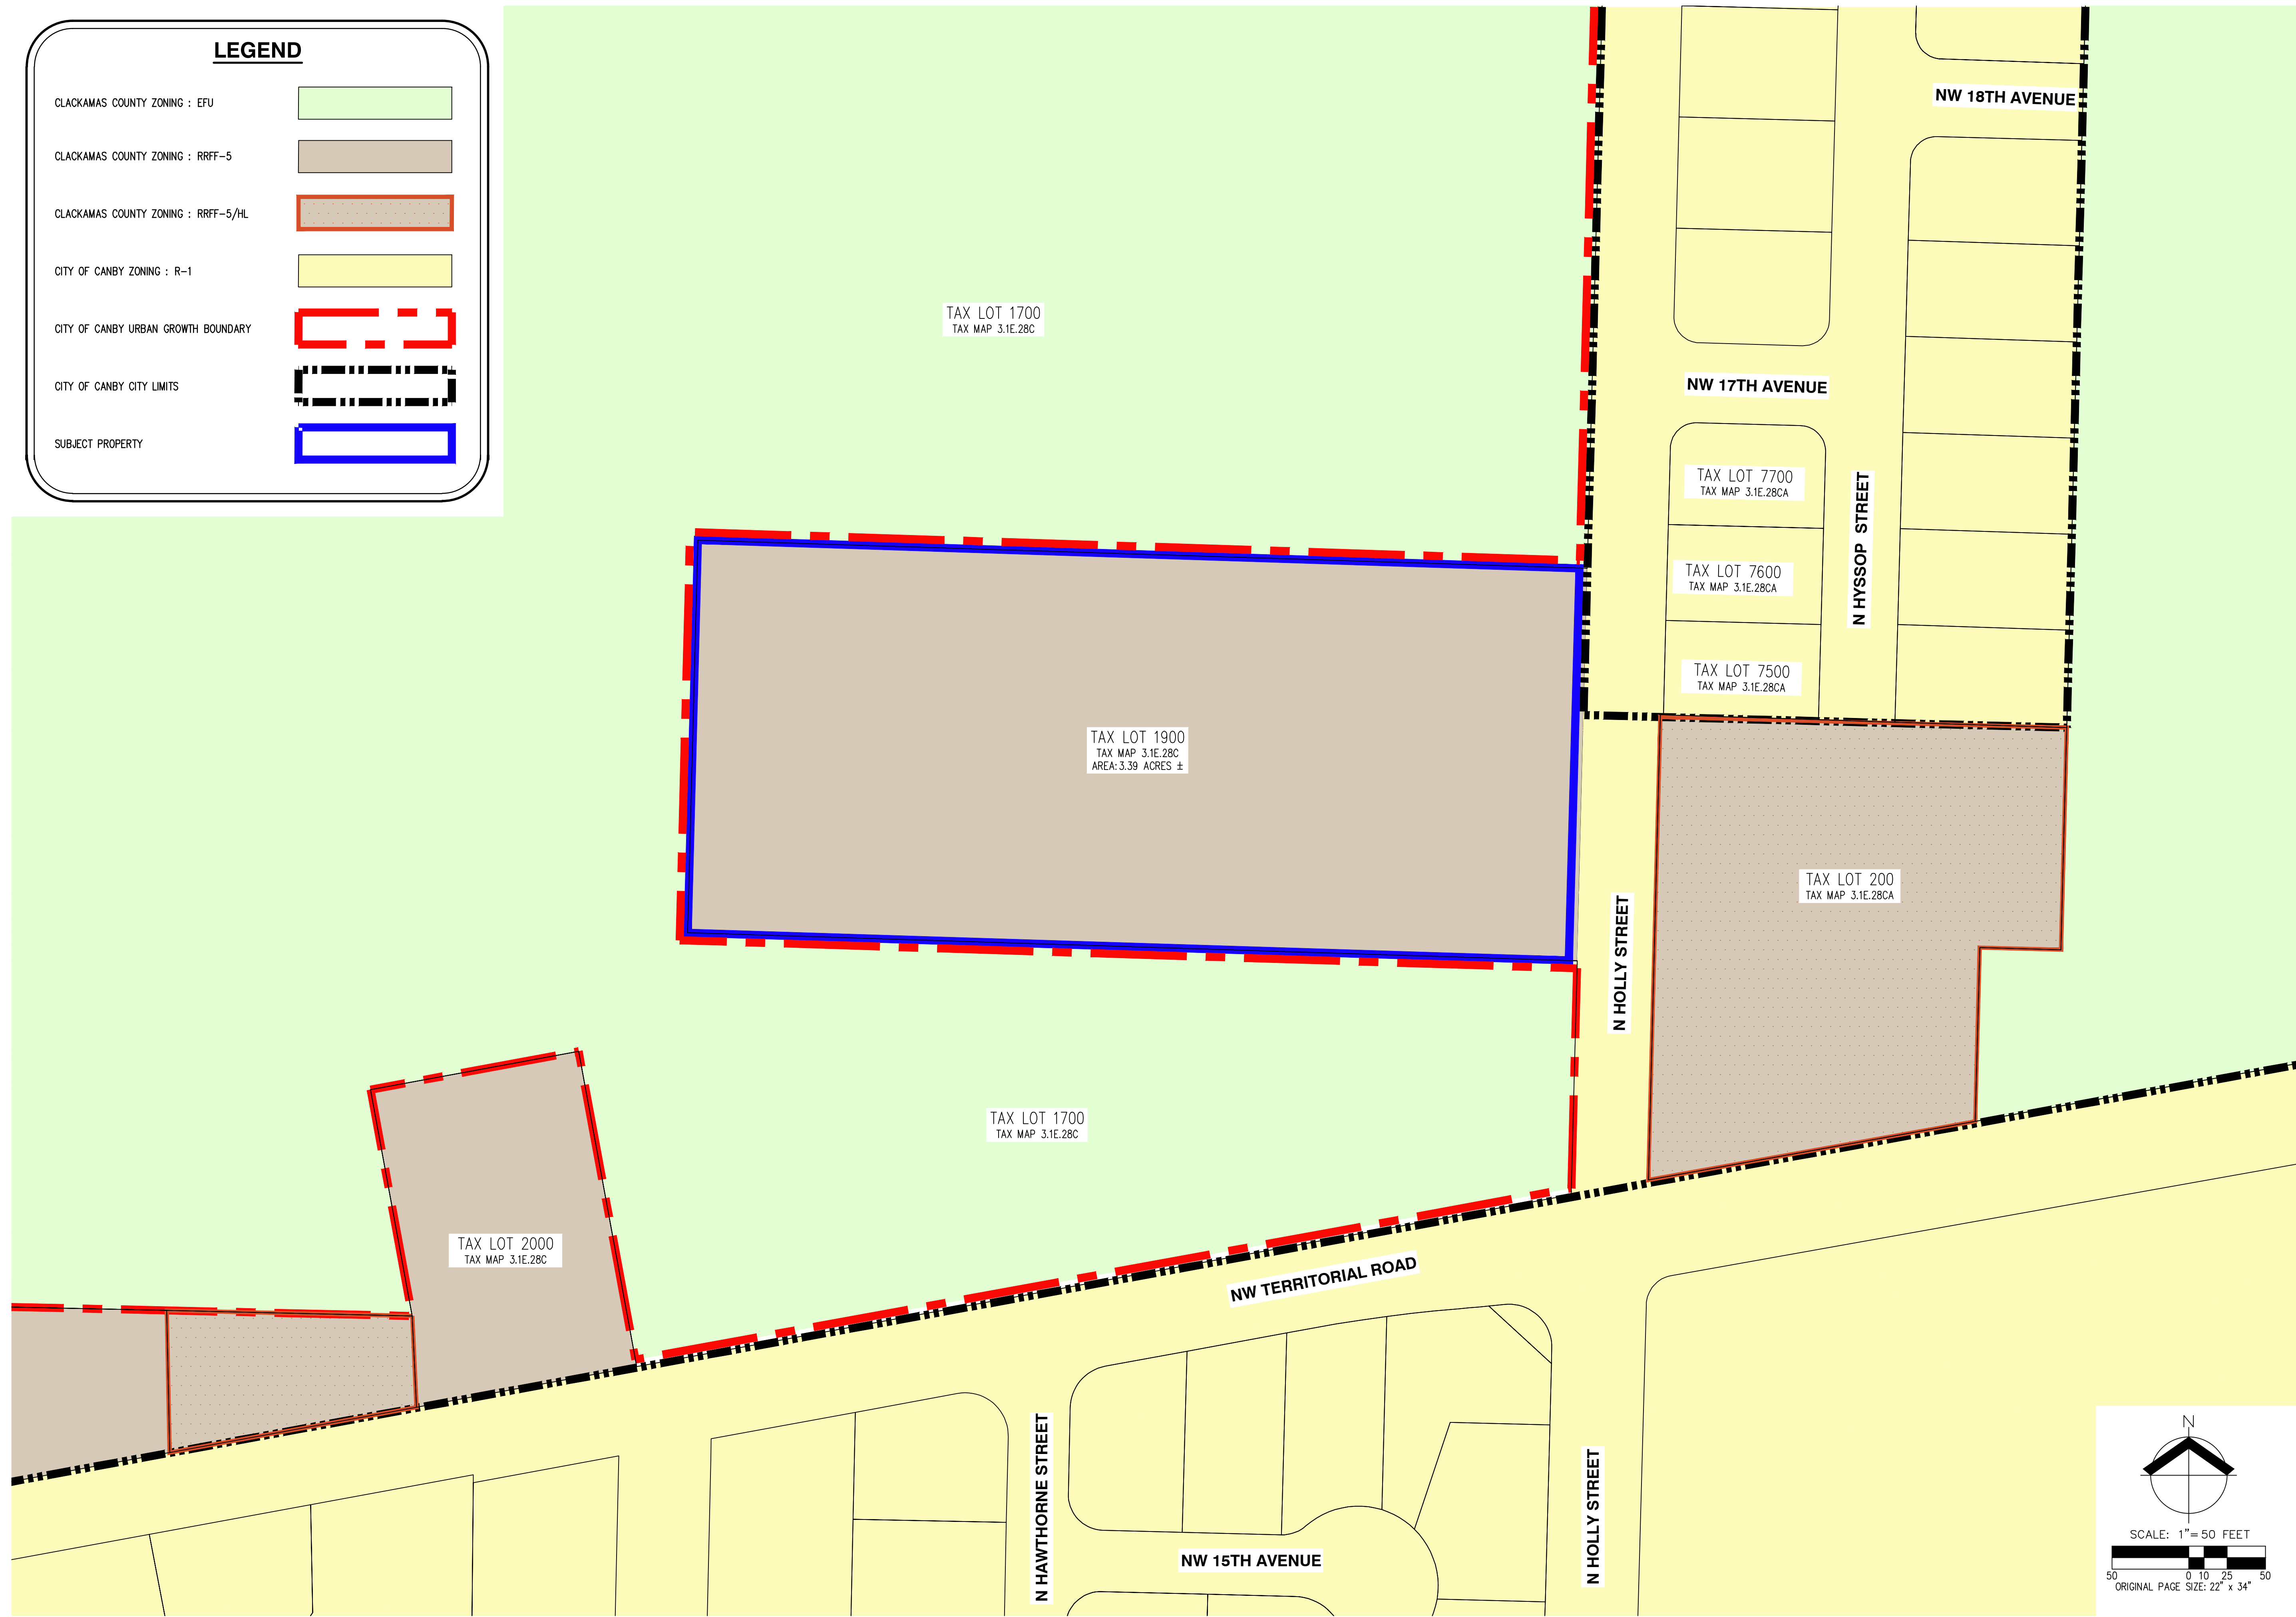 LEGEND
CLACKAMAS COUNTY ZONING : EFU
CLACKAMAS COUNTY ZONING : RRFF-5
CLACKAMAS COUNTY ZONING : RRFF-5/HL
CITY OF CANBY ZONING : R-1
CITY OF CANBY URBAN GROWTH BOUNDARY
CITY OF CANBY CITY LIMITS
SUBJECT PROPERTY
NW 18TH AVENUE
TAX LOT 1700
TAX MAP 3.1E.28C
NW 17TH AVENUE
TAX LOT 7700
TAX MAP 3.1E.28CA
N HYSSOP STREET
TAX LOT 7600
TAX MAP 3.1E.28CA
TAX LOT 7500
TAX MAP 3.1E.28CA
TAX LOT 1900
TAX MAP 3.1E.28C
AREA: 3.39 ACRES ±
TAX LOT 200
TAX MAP 3.1E.28CA
N HOLLY STREET
TAX LOT 1700
TAX MAP 3.1E.28C
TAX LOT 2000
TAX MAP 3.1E.28C
NW TERRITORIAL ROAD
N HAWTHORNE STREET
NW 15TH AVENUE
N HOLLY STREET
N
SCALE: 1"= 50 FEET
50 0 10 25 50
ORIGINAL PAGE SIZE: 22" x 34"